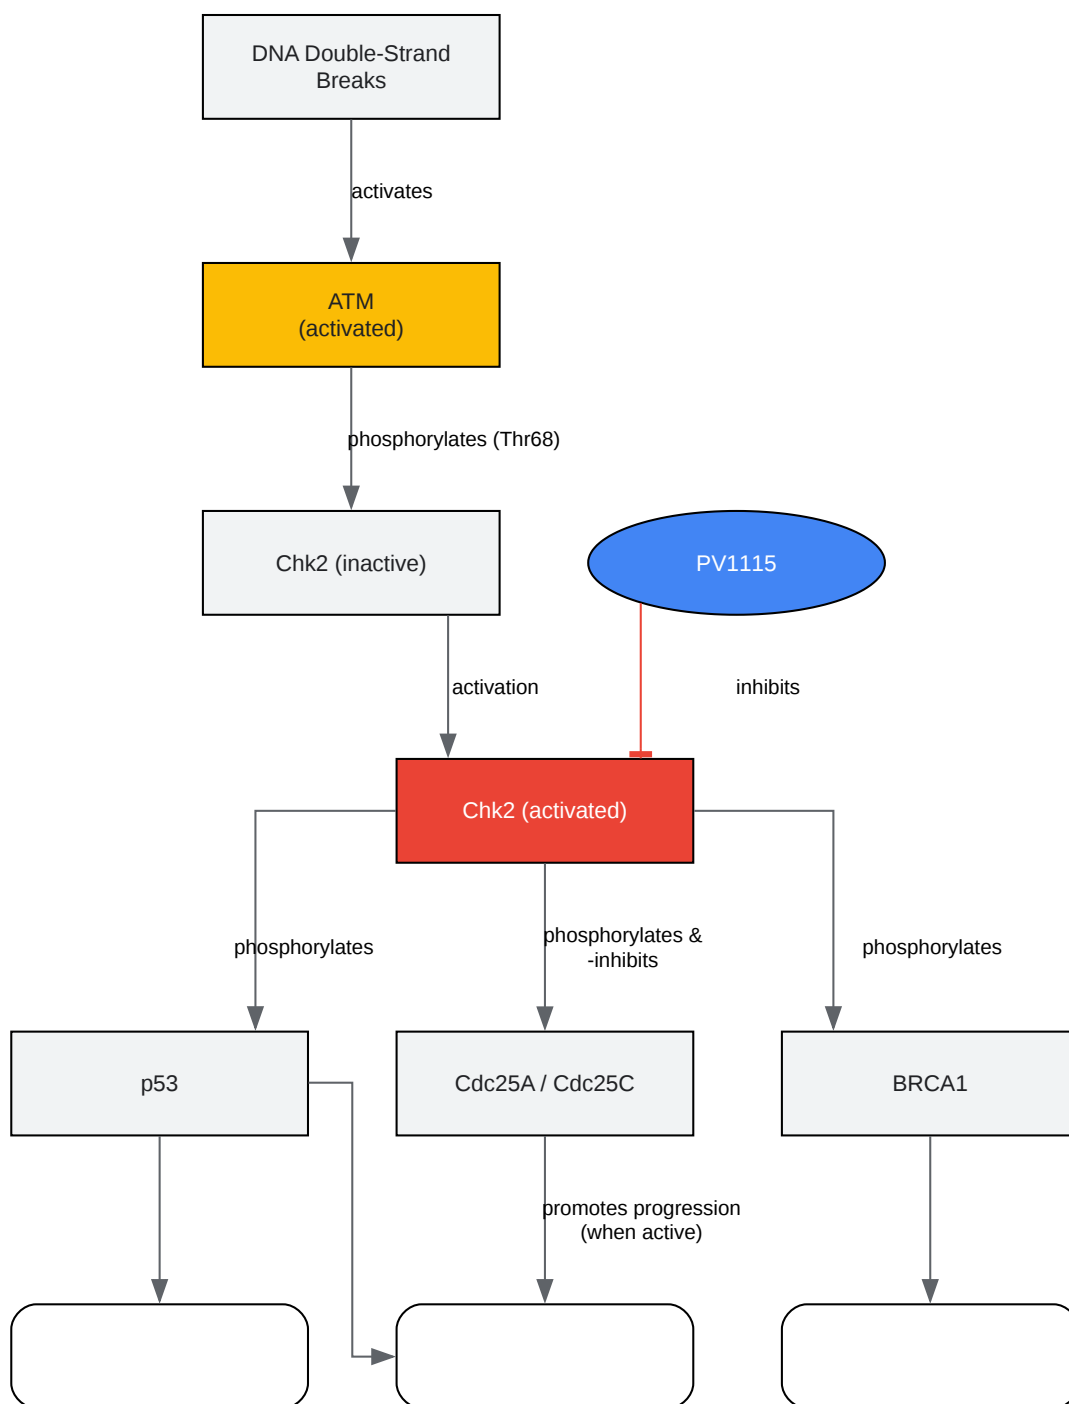 DNA Double-Strand
Breaks
activates
ATM
(activated)
phosphorylates (Thr68)
Chk2 (inactive)
PV1115
activation
inhibits
Chk2 (activated)
phosphorylates
phosphorylates &
-inhibits
phosphorylates
p53
Cdc25A / Cdc25C
BRCA1
promotes progression
(when active)